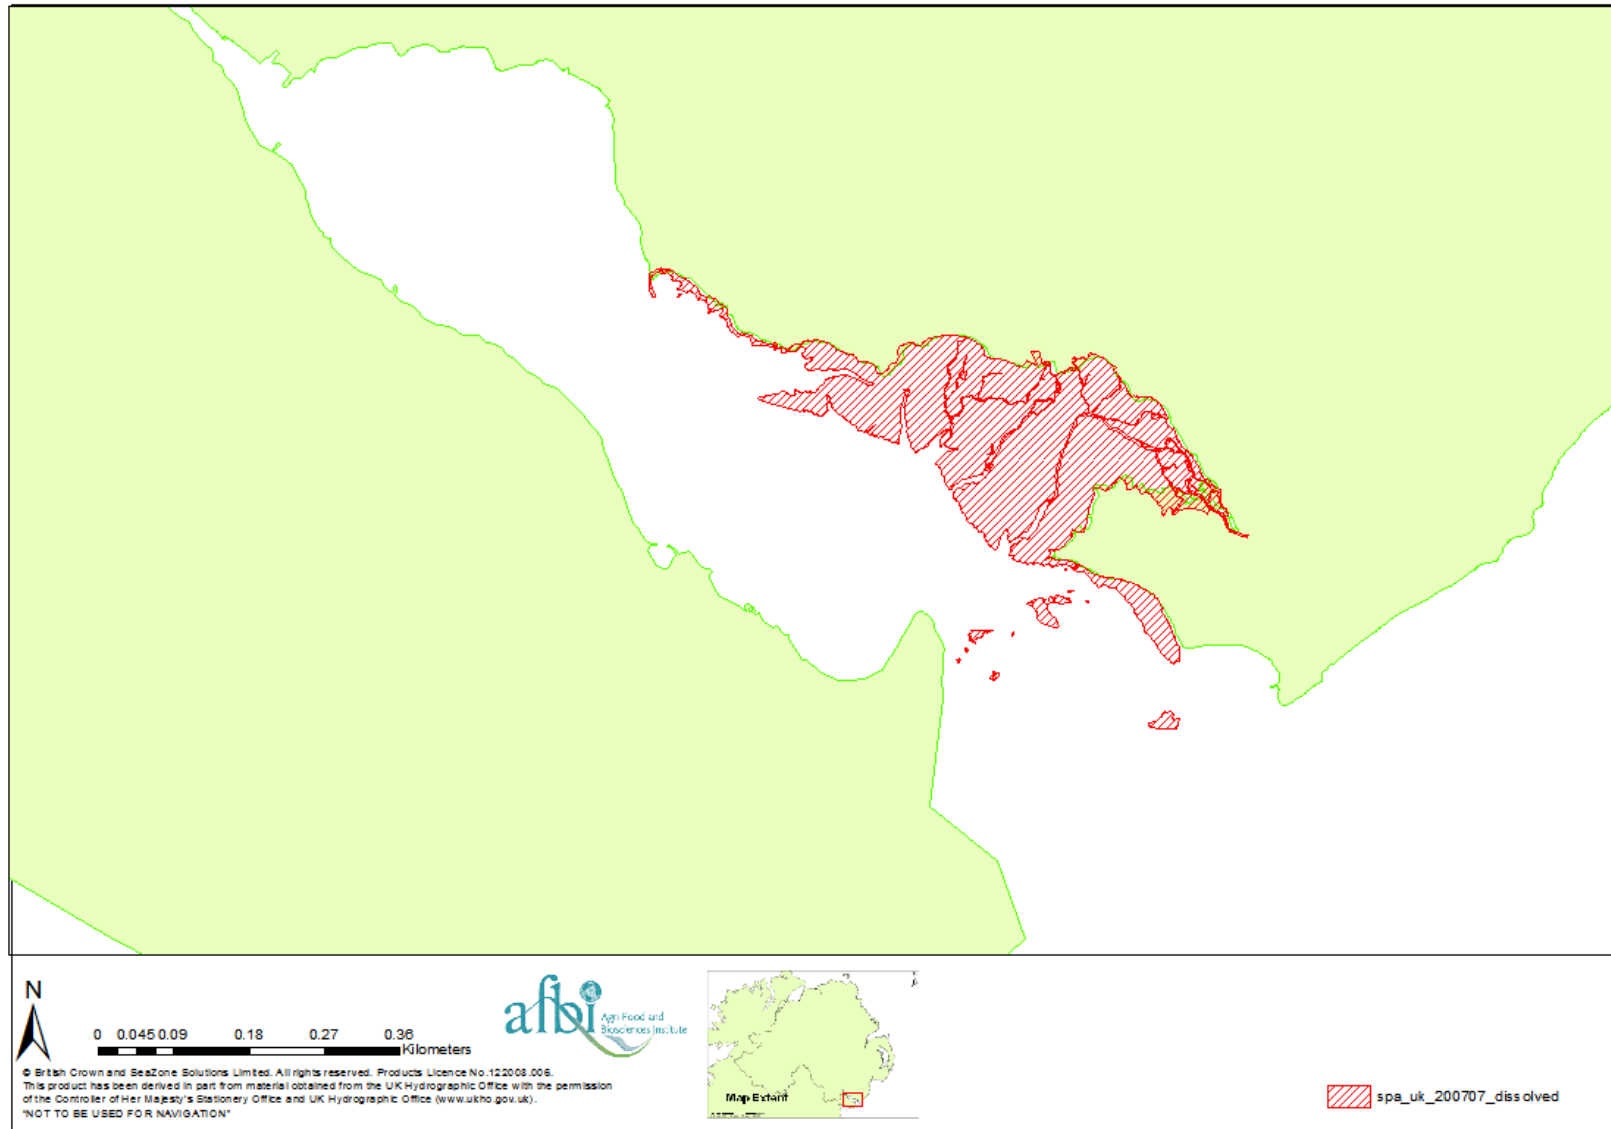 N
0 0.045 0.09 0.18 0.27 0.36
Kilometers
afbi Agri Food and
Biosciences Institute
© British Crown and SeaZone Solutions Limited. All rights reserved. Products Licence No.122008.006.
This product has been derived in part from material obtained from the UK Hydrographic Office with the permission
of the Controller of Her Majesty's Stationery Office and UK Hydrographic Office (www.ukho.gov.uk).
"NOT TO BE USED FOR NAVIGATION"
Map Extent
spa_uk_200707_dissolved